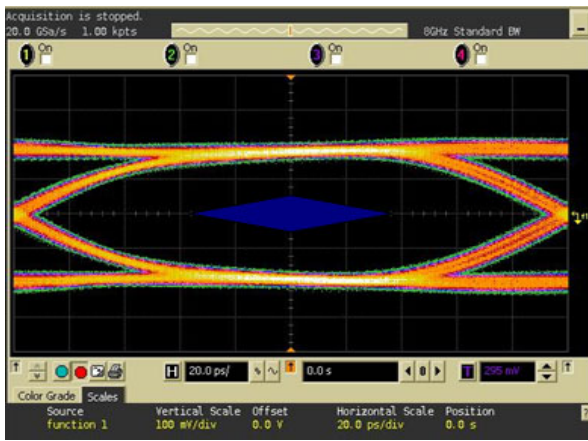 Acquisition is stopped.
20.0 GSa/s 1.00 kpts
8GHz Standard BW
1 On 2 On 3 On 4 On
H 20.0 ps/ 0.0 s 0 T 295 mV
Color Grade Scales
Source Vertical Scale Offset Horizontal Scale Position
function 1 100 mV/div 0.0 V 20.0 ps/div 0.0 s